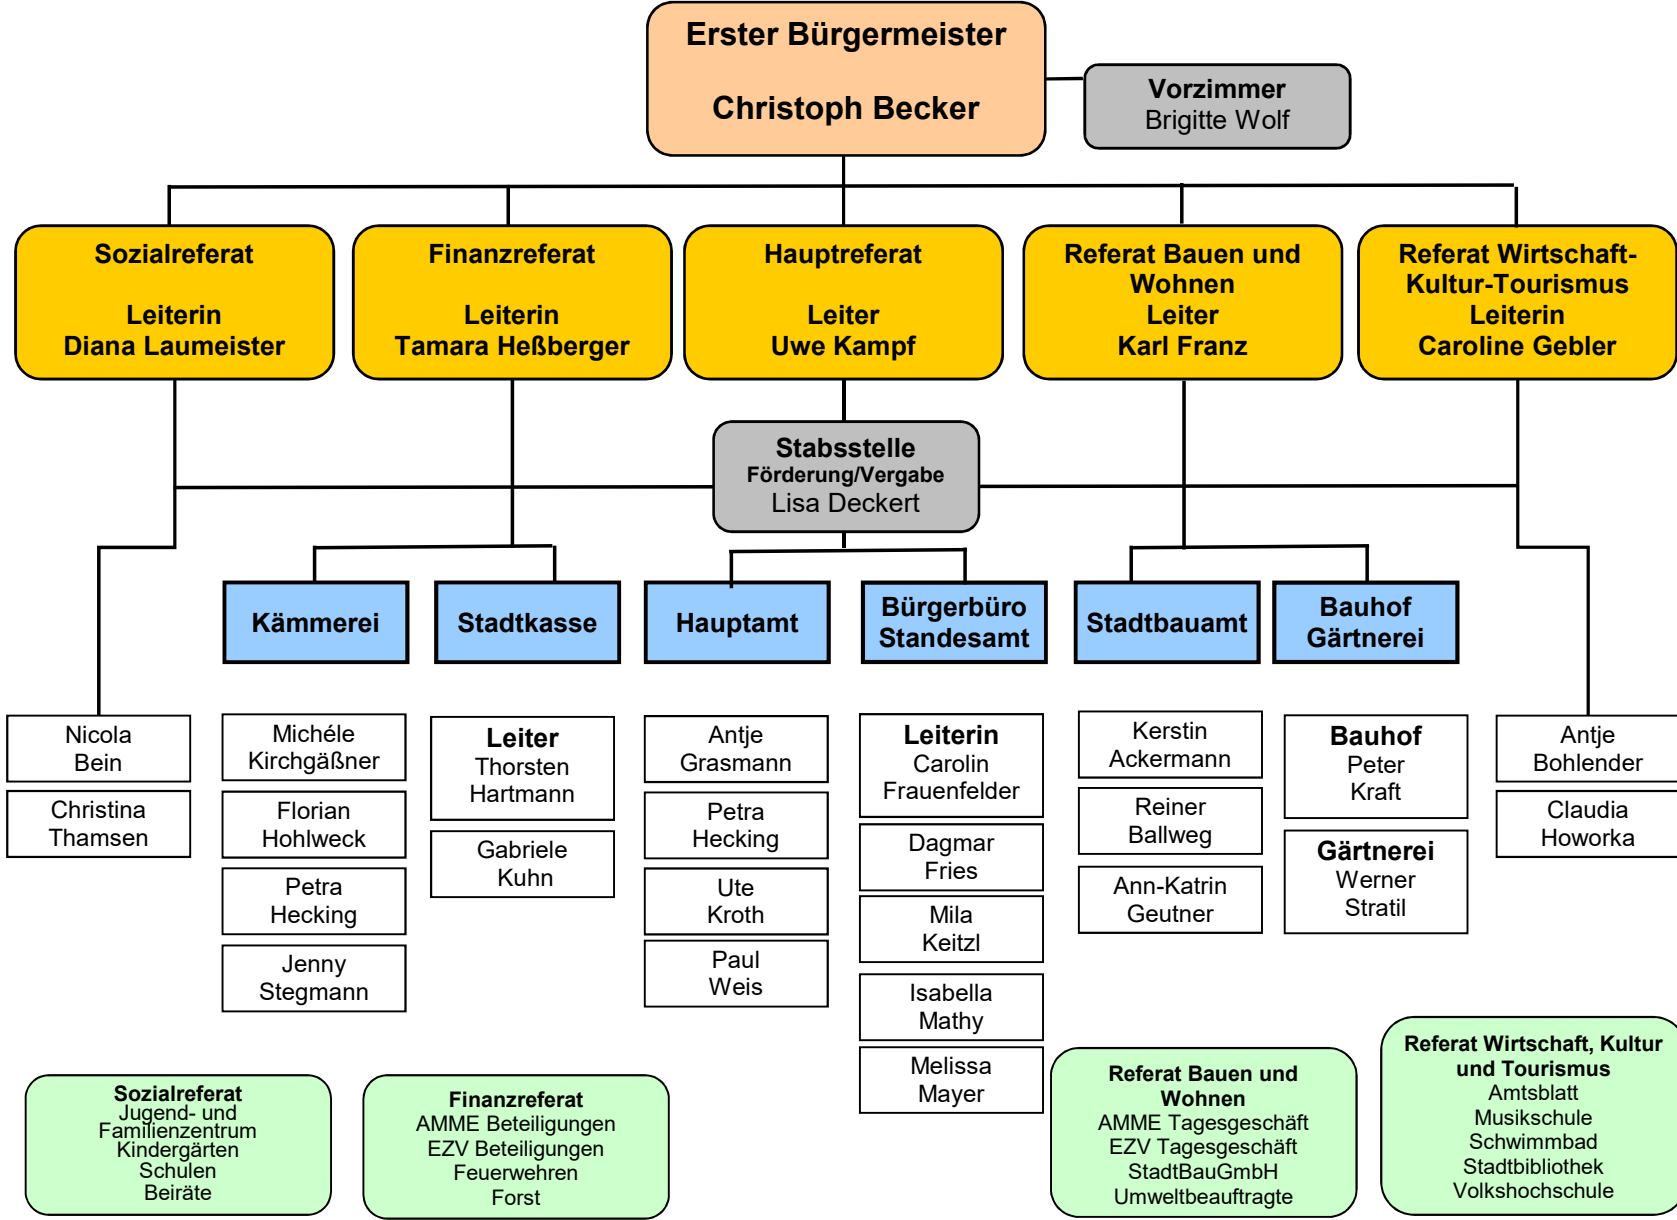 Erster Bürgermeister
Christoph Becker
Vorzimmer
Brigitte Wolf
Sozialreferat
Leiterin
Diana Laumeister
Finanzreferat
Leiterin
Tamara Heßberger
Hauptreferat
Leiter
Uwe Kampf
Referat Bauen und
Wohnen
Leiter
Karl Franz
Referat Wirtschaft-
Kultur-Tourismus
Leiterin
Caroline Gebler
Stabsstelle
Förderung/Vergabe
Lisa Deckert
Kämmerei
Stadtkasse
Hauptamt
Bürgerbüro
Standesamt
Stadtbauamt
Bauhof
Gärtnerei
Nicola
Bein
Christina
Thamsen
Michéle
Kirchgäßner
Florian
Hohlweck
Petra
Hecking
Jenny
Stegmann
Leiter
Thorsten
Hartmann
Gabriele
Kuhn
Antje
Grasmann
Petra
Hecking
Ute
Kroth
Paul
Weis
Leiterin
Carolin
Frauenfelder
Dagmar
Fries
Mila
Keitzl
Isabella
Mathy
Melissa
Mayer
Kerstin
Ackermann
Reiner
Ballweg
Ann-Katrin
Geutner
Bauhof
Peter
Kraft
Gärtnerei
Werner
Stratil
Antje
Bohlender
Claudia
Howorka
Sozialreferat
Jugend- und
Familienzentrum
Kindergärten
Schulen
Beiräte
Finanzreferat
AMME Beteiligungen
EZV Beteiligungen
Feuerwehren
Forst
Referat Bauen und
Wohnen
AMME Tagesgeschäft
EZV Tagesgeschäft
StadtBauGmbH
Umweltbeauftragte
Referat Wirtschaft, Kultur
und Tourismus
Amtsblatt
Musikschule
Schwimmbad
Stadtbibliothek
Volkshochschule